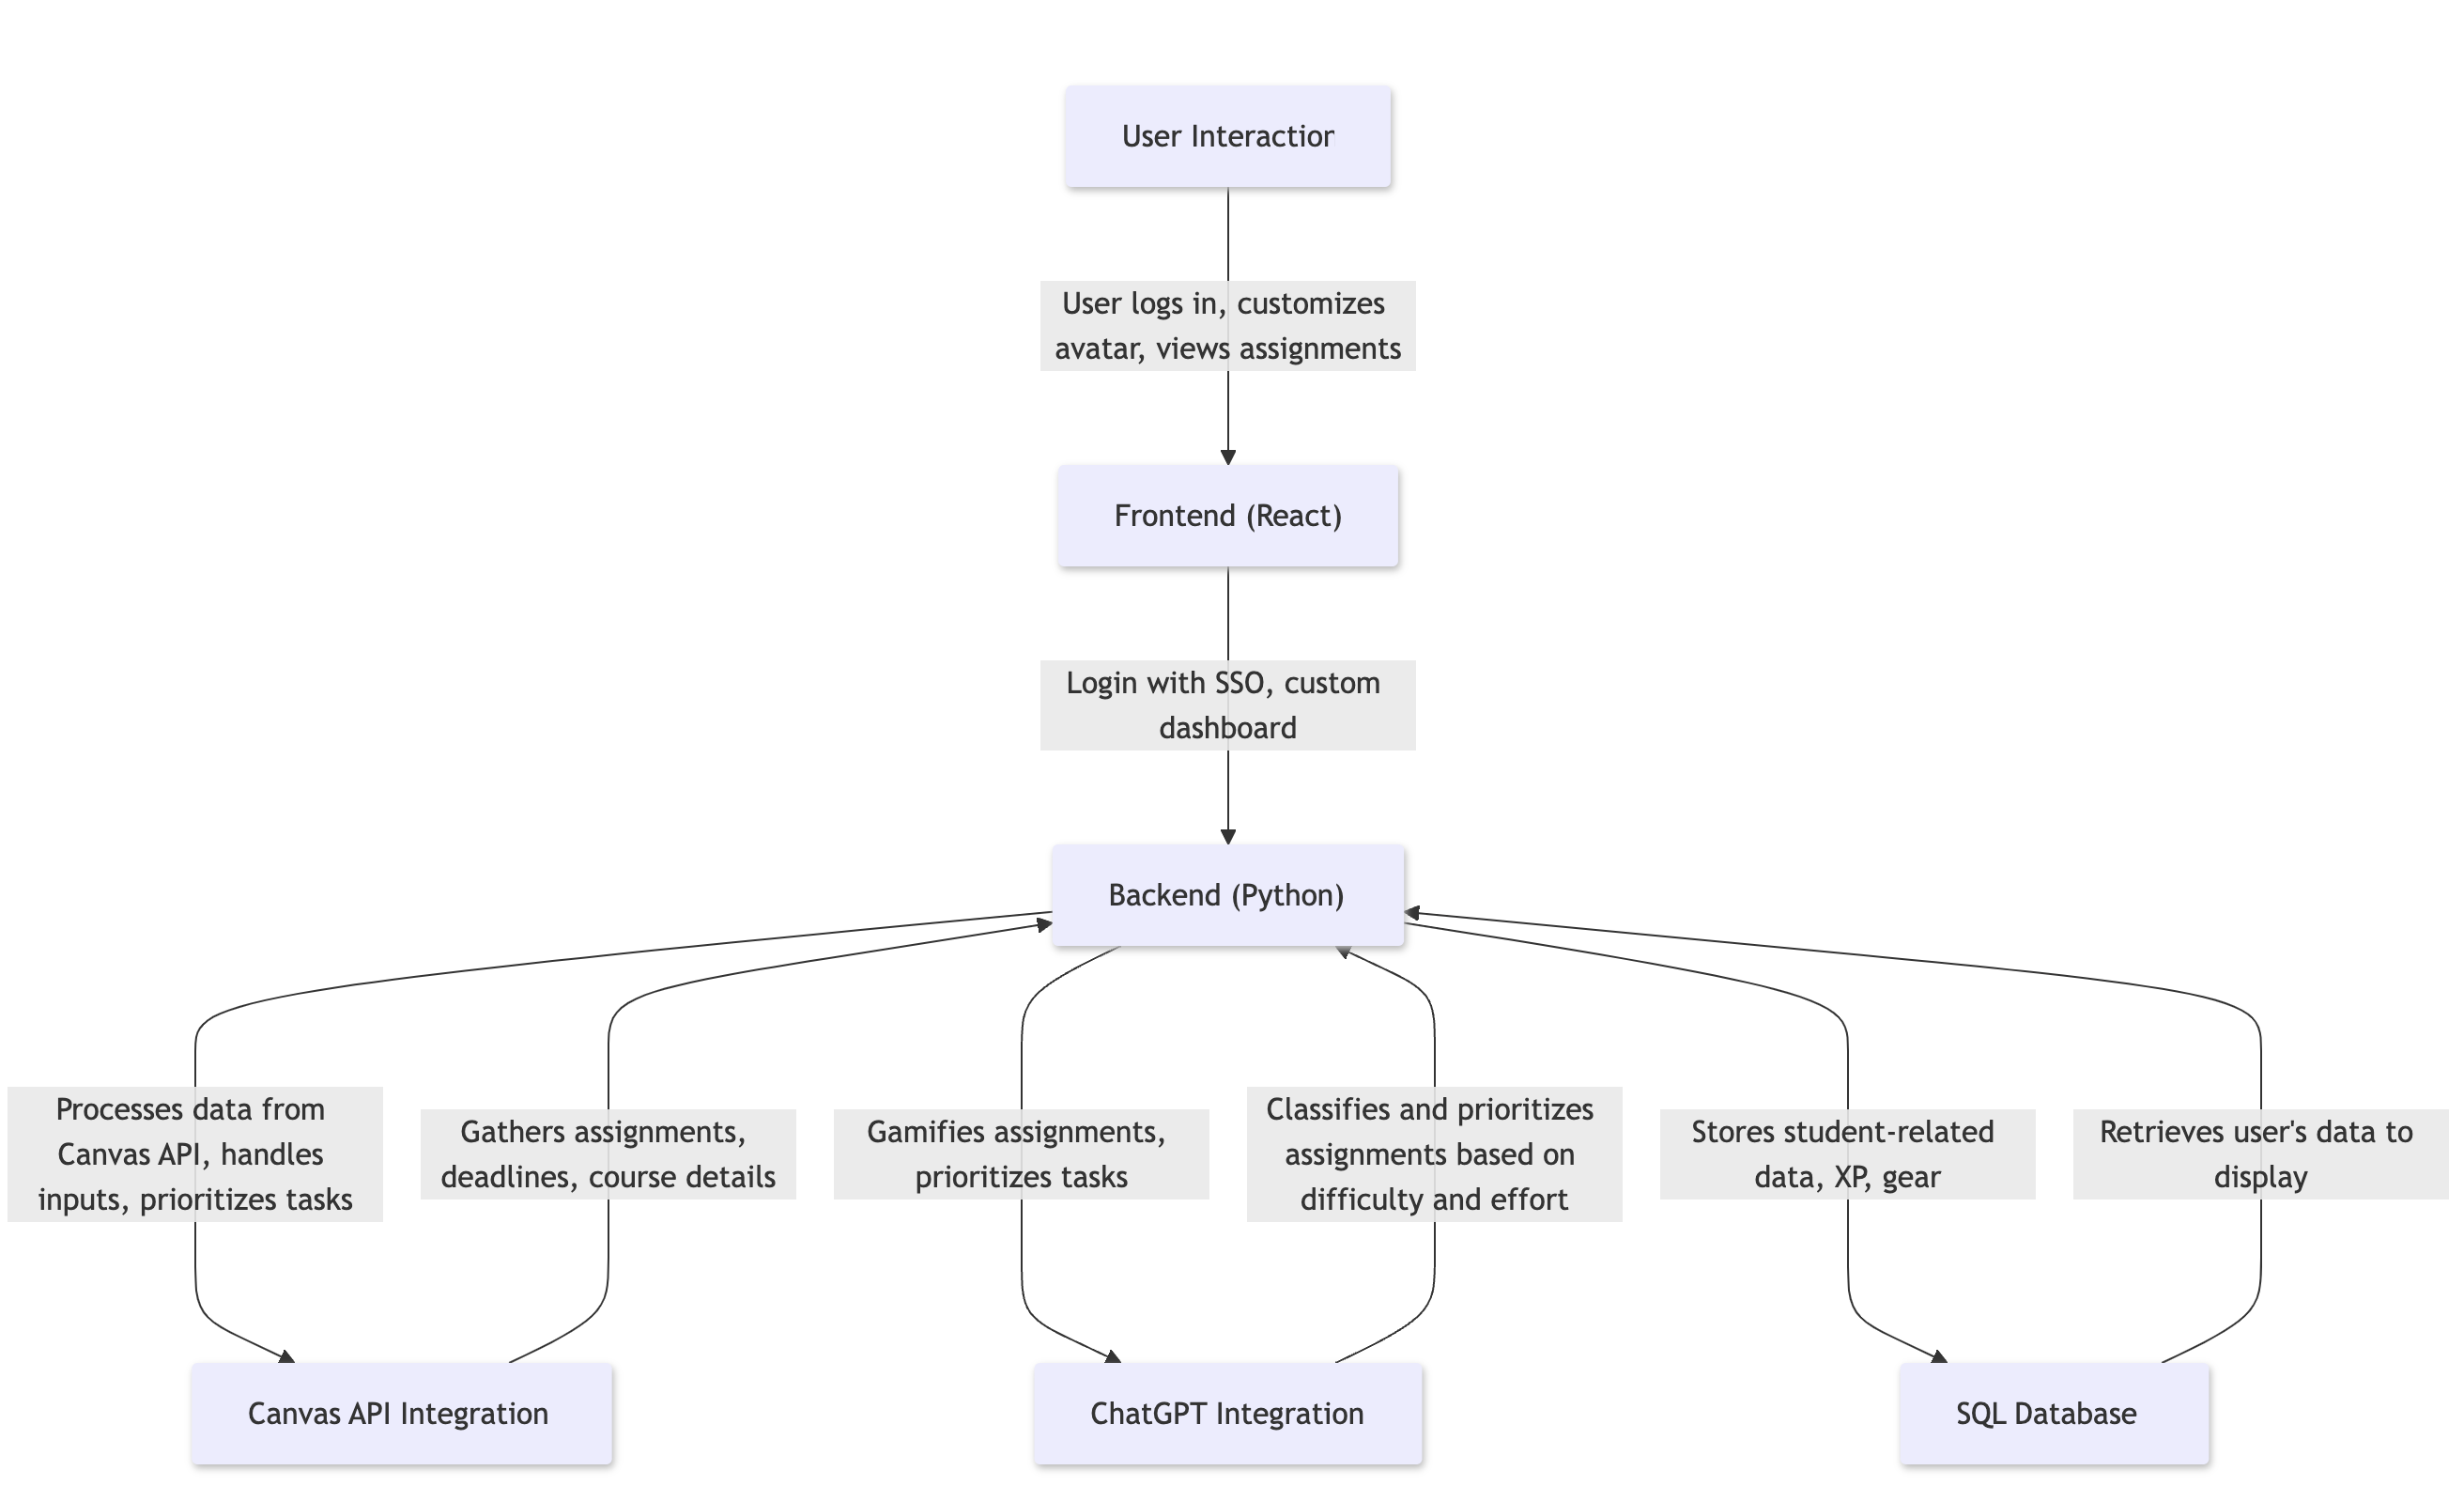 User Interaction
User logs in, customizes
avatar, views assignments
Frontend (React)
Login with SSO, custom
dashboard
Backend (Python)
Processes data from
Canvas API, handles
inputs, prioritizes tasks
Gathers assignments,
deadlines, course details
Gamifies assignments,
prioritizes tasks
Classifies and prioritizes
assignments based on
difficulty and effort
Stores student-related
data, XP, gear
Retrieves user's data to
display
Canvas API Integration
ChatGPT Integration
SQL Database